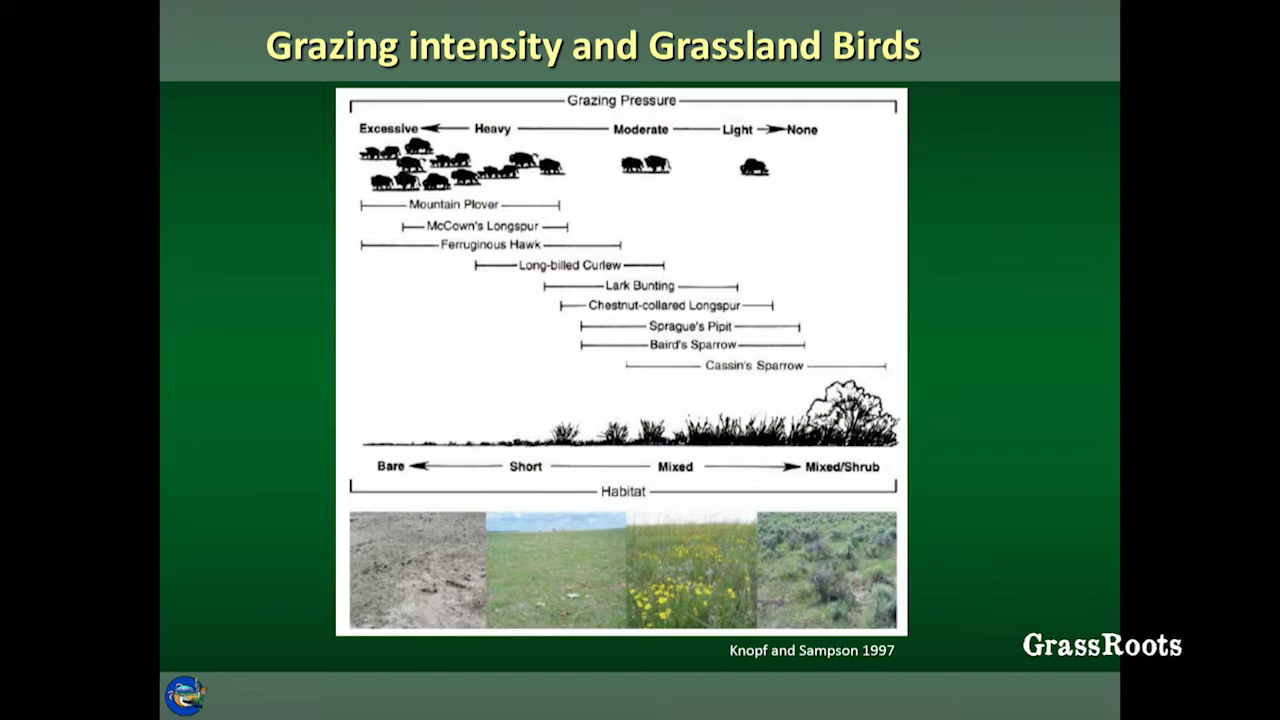 Grazing intensity and Grassland Birds
Grazing Pressure
Excessive Heavy Moderate Light None
Mountain Plover
McCown's Longspur
Ferruginous Hawk
Long-billed Curlew
Lark Bunting
Chestnut-collared Longspur
Sprague's Pipit
Baird's Sparrow
Cassin's Sparrow
Bare Short Mixed Mixed/Shrub
Habitat
Knopf and Sampson 1997
GrassRoots